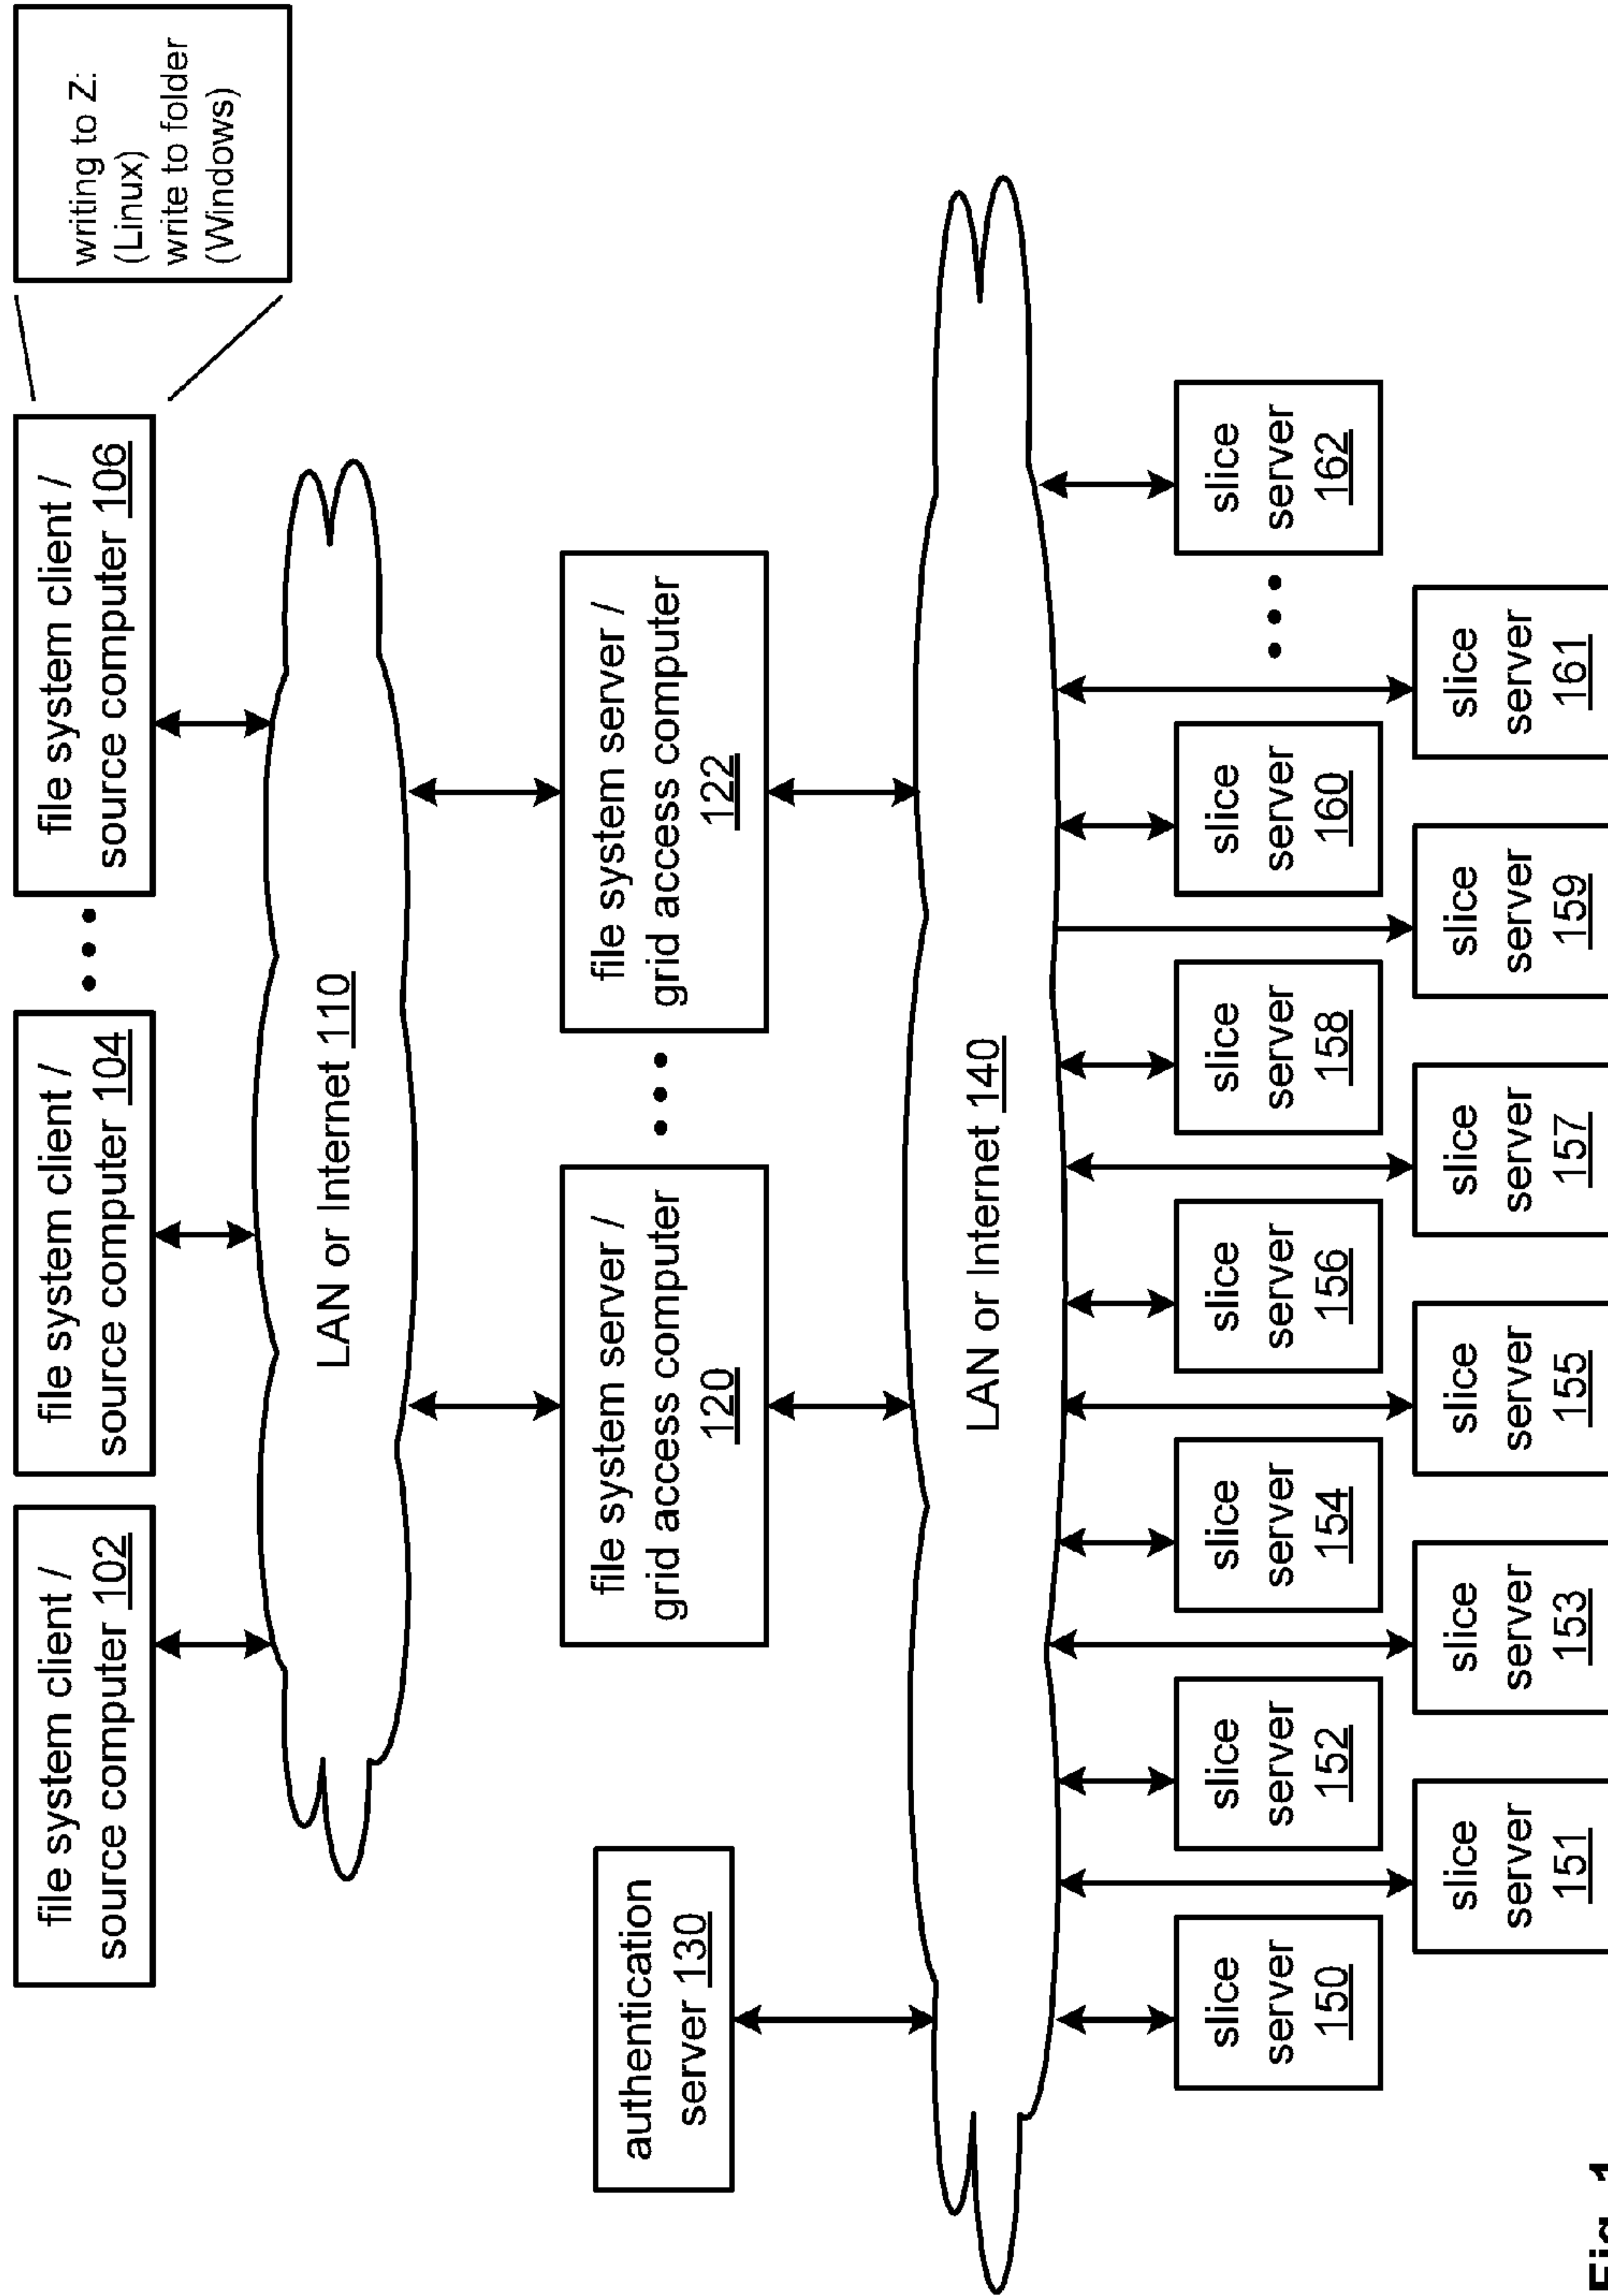 file system client /
source computer 102
file system client /
source computer 104
file system client /
source computer 106
writing to Z:
(Linux)
write to folder
(Windows)
LAN or Internet 110
authentication
server 130
file system server /
grid access computer
120
file system server /
grid access computer
122
LAN or Internet 140
slice
server
150
slice
server
152
slice
server
154
slice
server
156
slice
server
158
slice
server
160
slice
server
162
slice
server
151
slice
server
153
slice
server
155
slice
server
157
slice
server
159
slice
server
161
Fig. 1